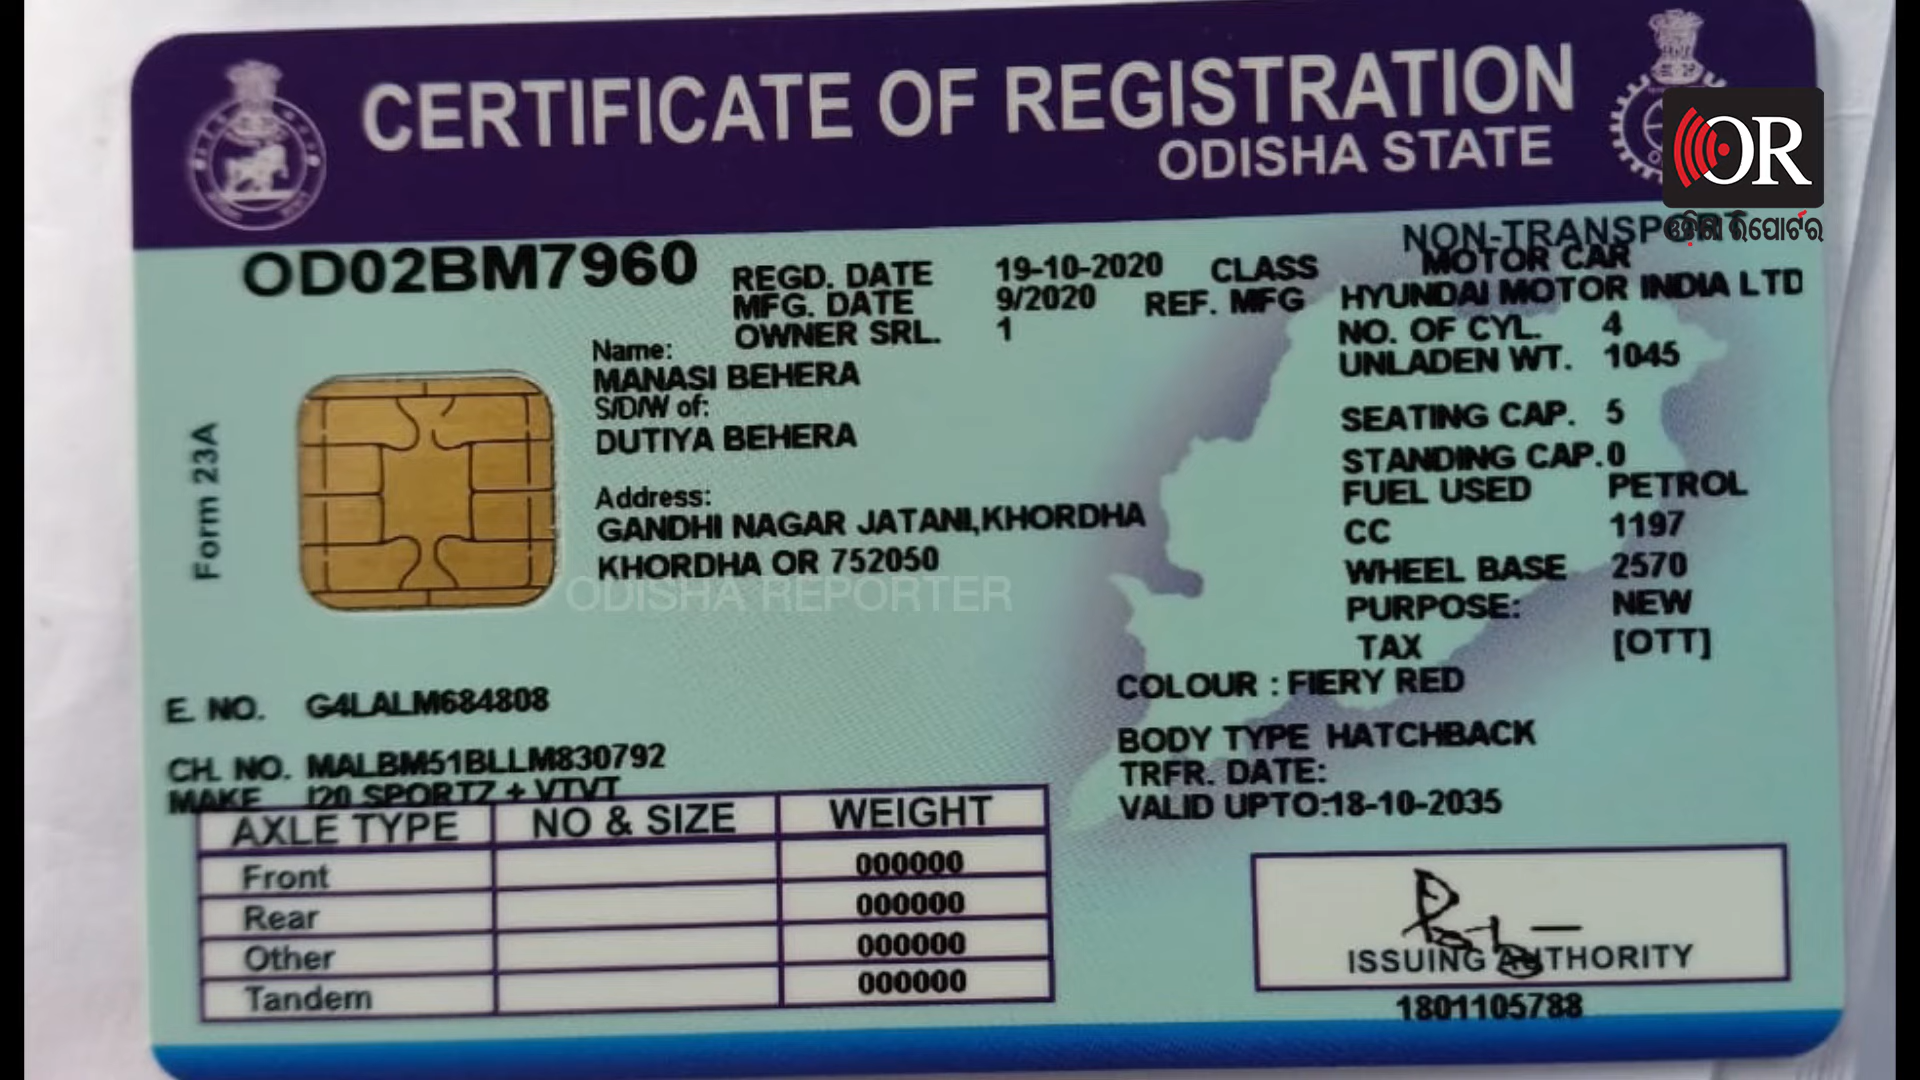 CERTIFICATE OF REGISTRATION
ODISHA STATE
OR
ଓଡ଼ିଶା ରିପୋର୍ଟର
OD02BM7960
REGD. DATE 19-10-2020 CLASS NON-TRANSPORT
MOTOR CAR
MFG. DATE 9/2020 REF. MFG HYUNDAI MOTOR INDIA LTD
OWNER SRL. 1
NO. OF CYL. 4
UNLADEN WT. 1045
SEATING CAP. 5
STANDING CAP. 0
FUEL USED PETROL
CC 1197
WHEEL BASE 2570
PURPOSE: NEW
TAX [OTT]
Name:
MANASI BEHERA
S/D/W of:
DUTIYA BEHERA
Address:
GANDHI NAGAR JATANI,KHORDHA
KHORDHA OR 752050
ODISHA REPORTER
Form 23A
E. NO. G4LALM684808
CH. NO. MALBM51BLLM830792
MAKE I20 SPORTZ + VTVT
COLOUR : FIERY RED
BODY TYPE HATCHBACK
TRFR. DATE:
VALID UPTO:18-10-2035
AXLE TYPE NO & SIZE WEIGHT
Front 000000
Rear 000000
Other 000000
Tandem 000000
ISSUING AUTHORITY
1801105788